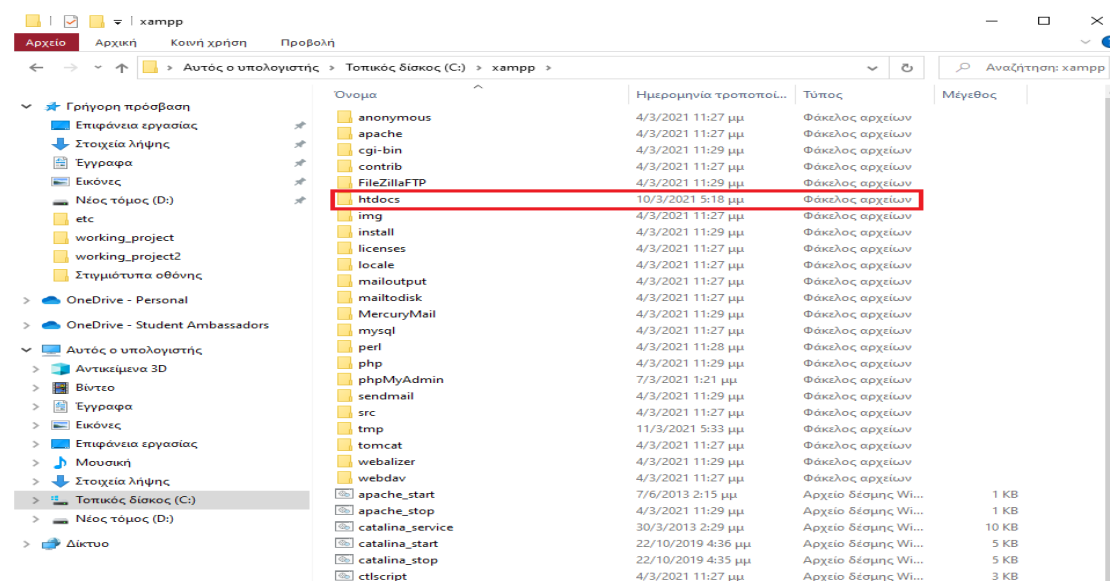 xampp
Αρχείο Αρχική Κοινή χρήση Προβολή
Αυτός ο υπολογιστής > Τοπικός δίσκος (C:) > xampp >
Αναζήτηση: xampp
Γρήγορη πρόσβαση
Επιφάνεια εργασίας
Στοιχεία λήψης
Έγγραφα
Εικόνες
Νέος τόμος (D:)
etc
working_project
working_project2
Στιγμιότυπα οθόνης
OneDrive - Personal
OneDrive - Student Ambassadors
Αυτός ο υπολογιστής
Αντικείμενα 3D
Βίντεο
Έγγραφα
Εικόνες
Επιφάνεια εργασίας
Μουσική
Στοιχεία λήψης
Τοπικός δίσκος (C:)
Νέος τόμος (D:)
Δίκτυο
Όνομα Ημερομηνία τροποποί... Τύπος Μέγεθος
anonymous 4/3/2021 11:27 μμ Φάκελος αρχείων
apache 4/3/2021 11:27 μμ Φάκελος αρχείων
cgi-bin 4/3/2021 11:29 μμ Φάκελος αρχείων
contrib 4/3/2021 11:27 μμ Φάκελος αρχείων
FileZillaFTP 4/3/2021 11:29 μμ Φάκελος αρχείων
htdocs 10/3/2021 5:18 μμ Φάκελος αρχείων
img 4/3/2021 11:27 μμ Φάκελος αρχείων
install 4/3/2021 11:29 μμ Φάκελος αρχείων
licenses 4/3/2021 11:27 μμ Φάκελος αρχείων
locale 4/3/2021 11:27 μμ Φάκελος αρχείων
mailoutput 4/3/2021 11:27 μμ Φάκελος αρχείων
mailtodisk 4/3/2021 11:27 μμ Φάκελος αρχείων
MercuryMail 4/3/2021 11:29 μμ Φάκελος αρχείων
mysql 4/3/2021 11:27 μμ Φάκελος αρχείων
perl 4/3/2021 11:28 μμ Φάκελος αρχείων
php 4/3/2021 11:29 μμ Φάκελος αρχείων
phpMyAdmin 7/3/2021 1:21 μμ Φάκελος αρχείων
sendmail 4/3/2021 11:29 μμ Φάκελος αρχείων
src 4/3/2021 11:27 μμ Φάκελος αρχείων
tmp 11/3/2021 5:33 μμ Φάκελος αρχείων
tomcat 4/3/2021 11:27 μμ Φάκελος αρχείων
webalizer 4/3/2021 11:29 μμ Φάκελος αρχείων
webdav 4/3/2021 11:27 μμ Φάκελος αρχείων
apache_start 7/6/2013 2:15 μμ Αρχείο δέσμης Wi... 1 KB
apache_stop 4/3/2021 11:29 μμ Αρχείο δέσμης Wi... 1 KB
catalina_service 30/3/2013 2:29 μμ Αρχείο δέσμης Wi... 10 KB
catalina_start 22/10/2019 4:36 μμ Αρχείο δέσμης Wi... 5 KB
catalina_stop 22/10/2019 4:35 μμ Αρχείο δέσμης Wi... 5 KB
ctlscript 4/3/2021 11:27 μμ Αρχείο δέσμης Wi... 3 KB